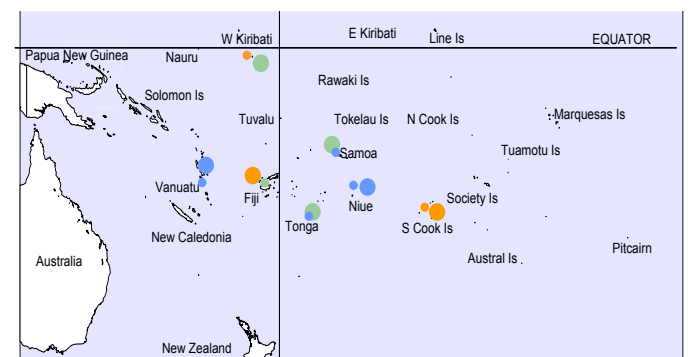 W Kiribati
E Kiribati
Line Is
EQUATOR
Papua New Guinea
Nauru
Rawaki Is
Solomon Is
Tuvalu
Tokelau Is
N Cook Is
Marquesas Is
Samoa
Tuamotu Is
Vanuatu
Fiji
Niue
Society Is
Tonga
S Cook Is
New Caledonia
Pitcairn
Australia
Austral Is
New Zealand